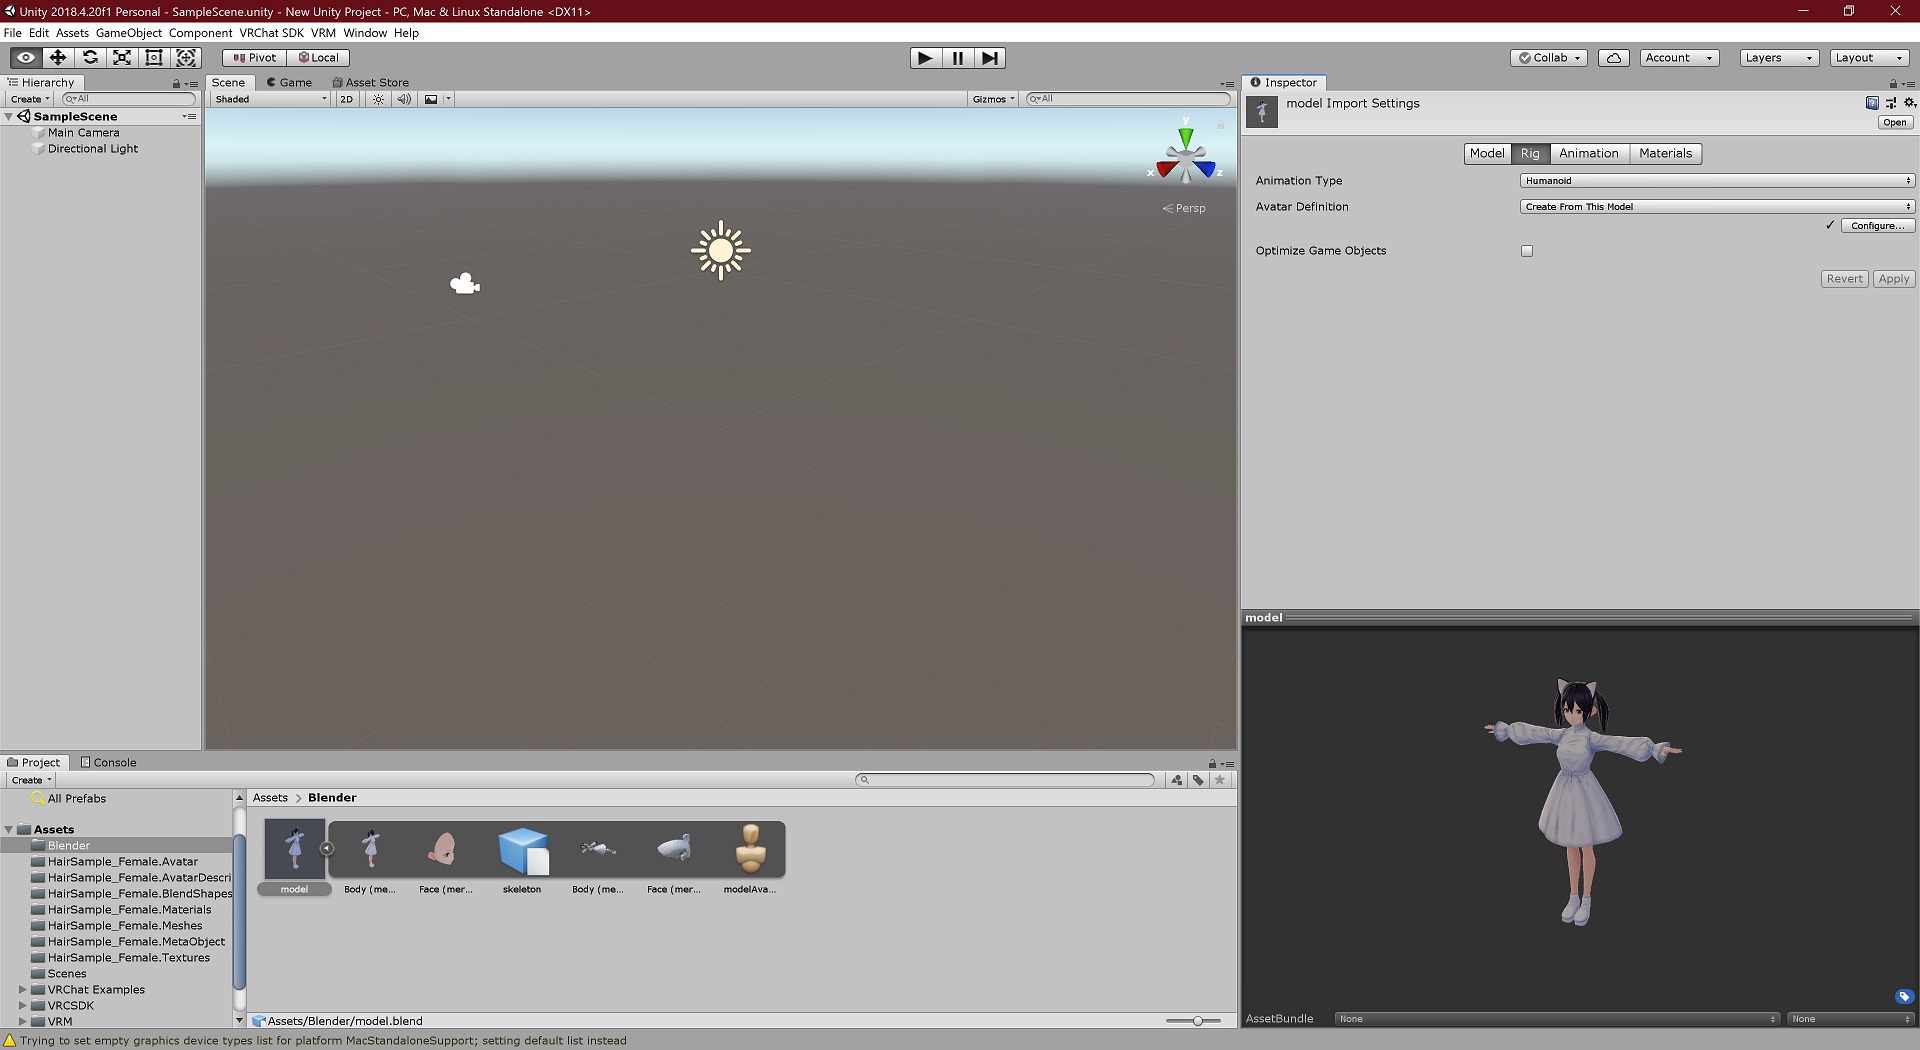 Unity 2018.4.20f1 Personal - SampleScene.unity - New Unity Project - PC, Mac & Linux Standalone <DX11>
File Edit Assets GameObject Component VRChat SDK VRM Window Help
Pivot Local Collab Account Layers Layout
Hierarchy
Create All
SampleScene
Main Camera
Directional Light
Scene Game Asset Store
Shaded 2D Gizmos All
y
x z
Persp
Inspector
model Import Settings
Open
Model Rig Animation Materials
Animation Type Humanoid
Avatar Definition Create From This Model
Configure...
Optimize Game Objects
Revert Apply
model
AssetBundle None None
Project Console
Create
All Prefabs
Assets
Blender
HairSample_Female.Avatar
HairSample_Female.AvatarDescri
HairSample_Female.BlendShapes
HairSample_Female.Materials
HairSample_Female.Meshes
HairSample_Female.MetaObject
HairSample_Female.Textures
Scenes
VRChat Examples
VRCSDK
VRM
Assets > Blender
model Body (me... Face (mer... skeleton Body (me... Face (mer... modelAva...
Assets/Blender/model.blend
Trying to set empty graphics device types list for platform MacStandaloneSupport; setting default list instead